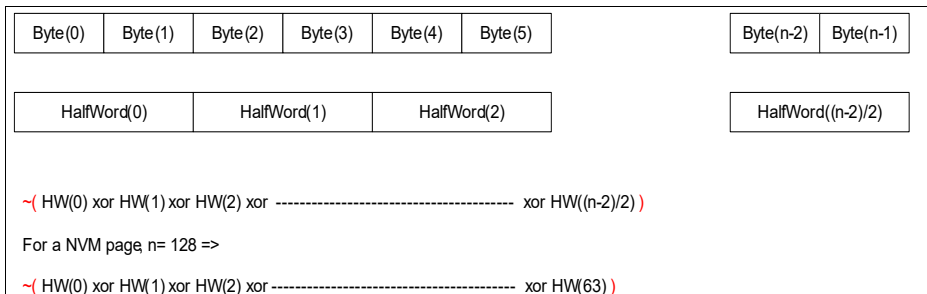 Byte(0) Byte(1) Byte(2) Byte(3) Byte(4) Byte(5) Byte(n-2) Byte(n-1)
HalfWord(0) HalfWord(1) HalfWord(2) HalfWord((n-2)/2)
~( HW(0) xor HW(1) xor HW(2) xor ---------------------------------------- xor HW((n-2)/2) )
For a NVM page, n= 128 =>
~( HW(0) xor HW(1) xor HW(2) xor ----------------------------------------- xor HW(63) )